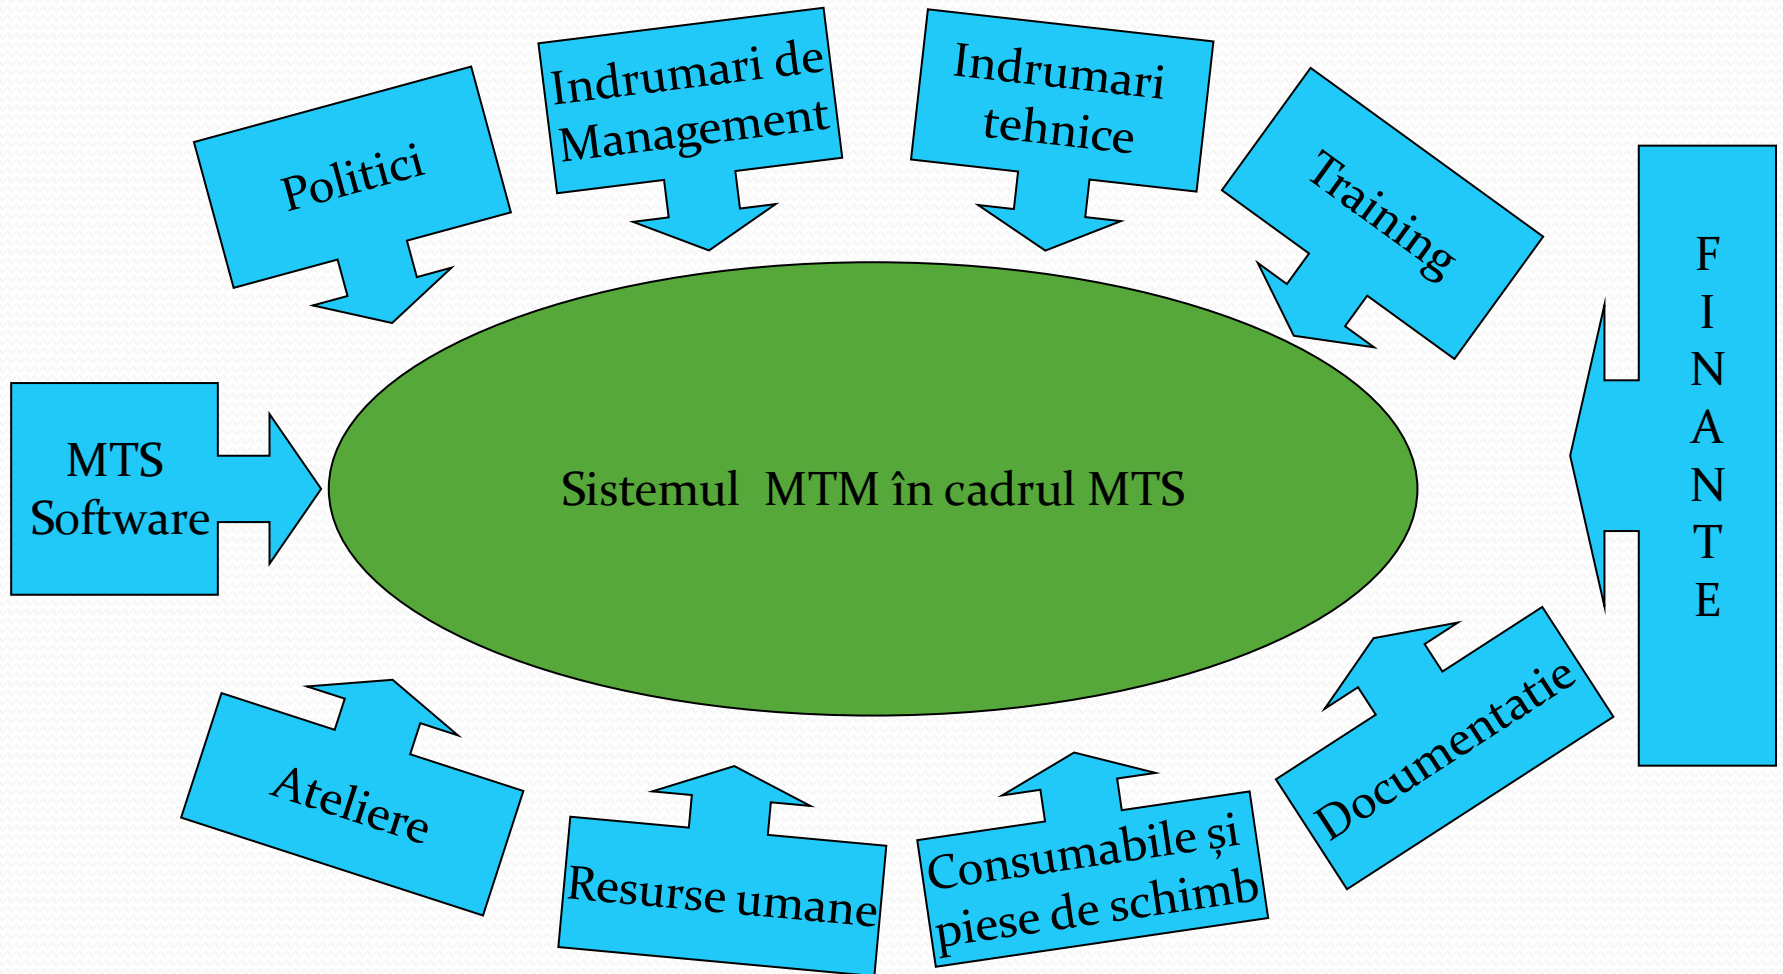 Politici
Indrumari de
Management
Indrumari
tehnice
Training
F
I
N
A
N
T
E
MTS
Software
Sistemul MTM în cadrul MTS
Ateliere
Resurse umane
Consumabile și
piese de schimb
Documentatie